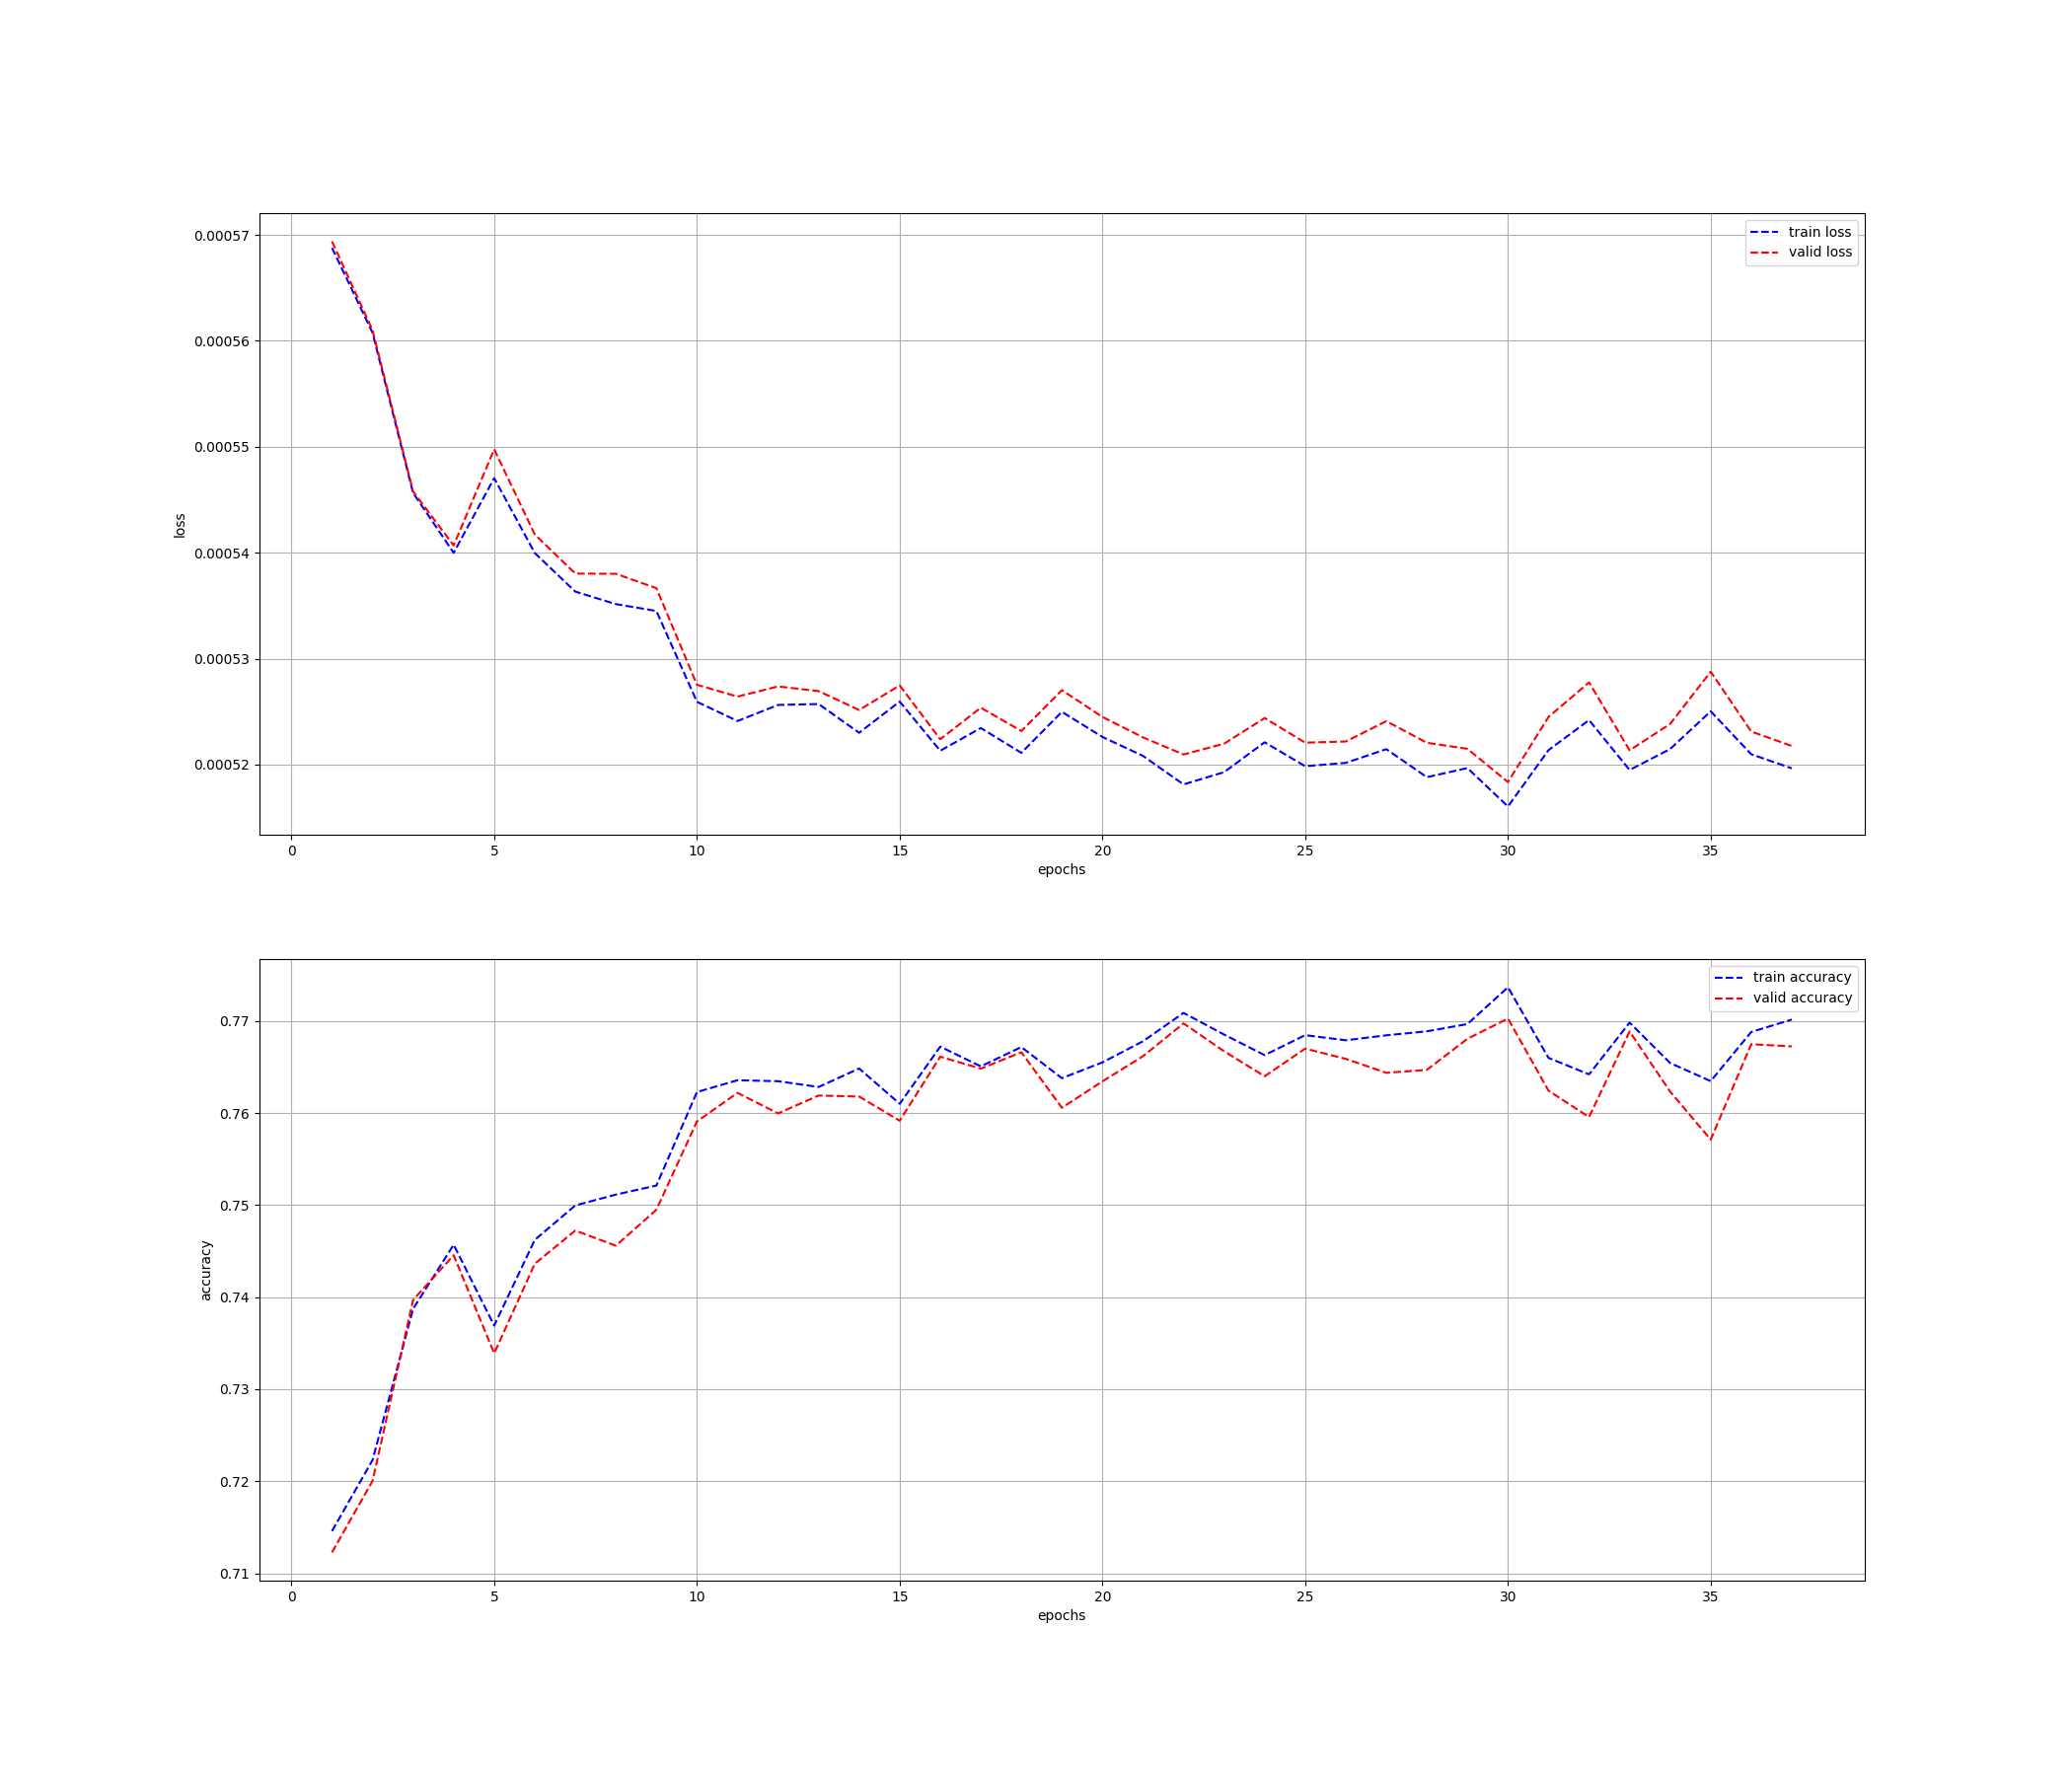 train loss
valid loss
0.00057
0.00056
0.00055
0.00054
0.00053
0.00052
loss
0 5 10 15 20 25 30 35
epochs
train accuracy
valid accuracy
0.77
0.76
0.75
0.74
0.73
0.72
0.71
accuracy
0 5 10 15 20 25 30 35
epochs